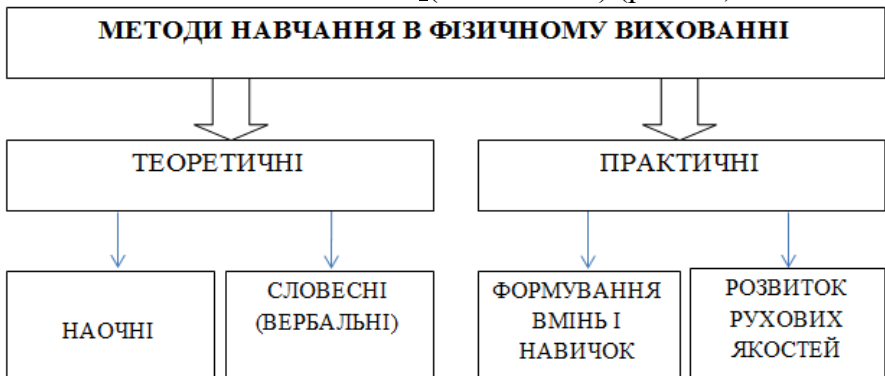 МЕТОДИ НАВЧАННЯ В ФІЗИЧНОМУ ВИХОВАННІ
ТЕОРЕТИЧНІ
ПРАКТИЧНІ
НАОЧНІ
СЛОВЕСНІ
(ВЕРБАЛЬНІ)
ФОРМУВАННЯ
ВМІНЬ І
НАВИЧОК
РОЗВИТОК
РУХОВИХ
ЯКОСТЕЙ